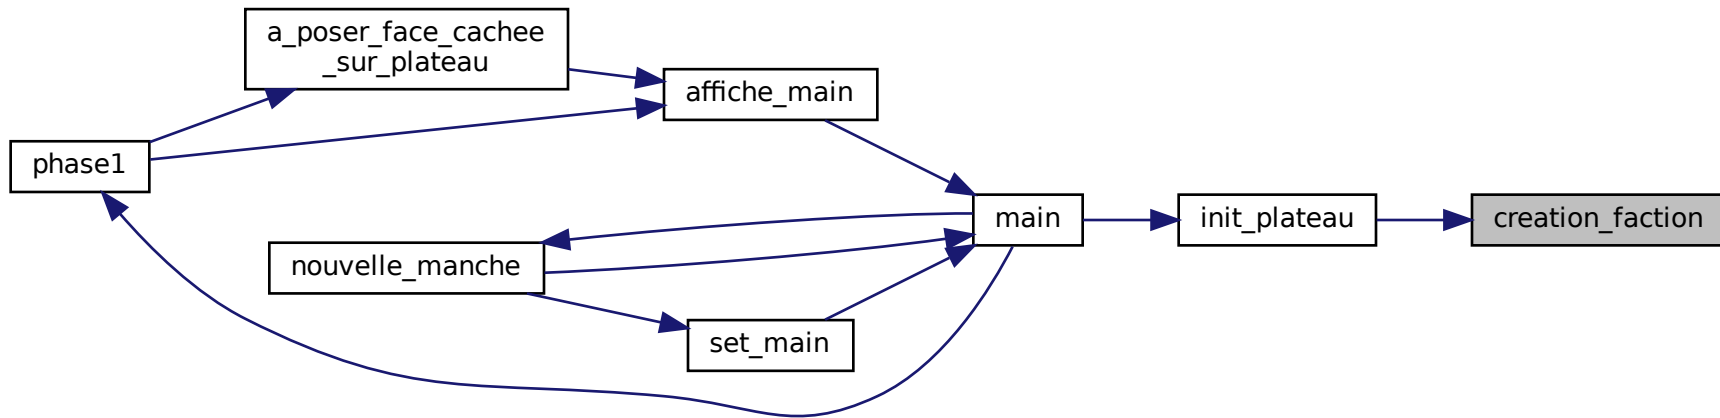 a_poser_face_cachee
_sur_plateau
affiche_main
phase1
main
init_plateau
creation_faction
nouvelle_manche
set_main